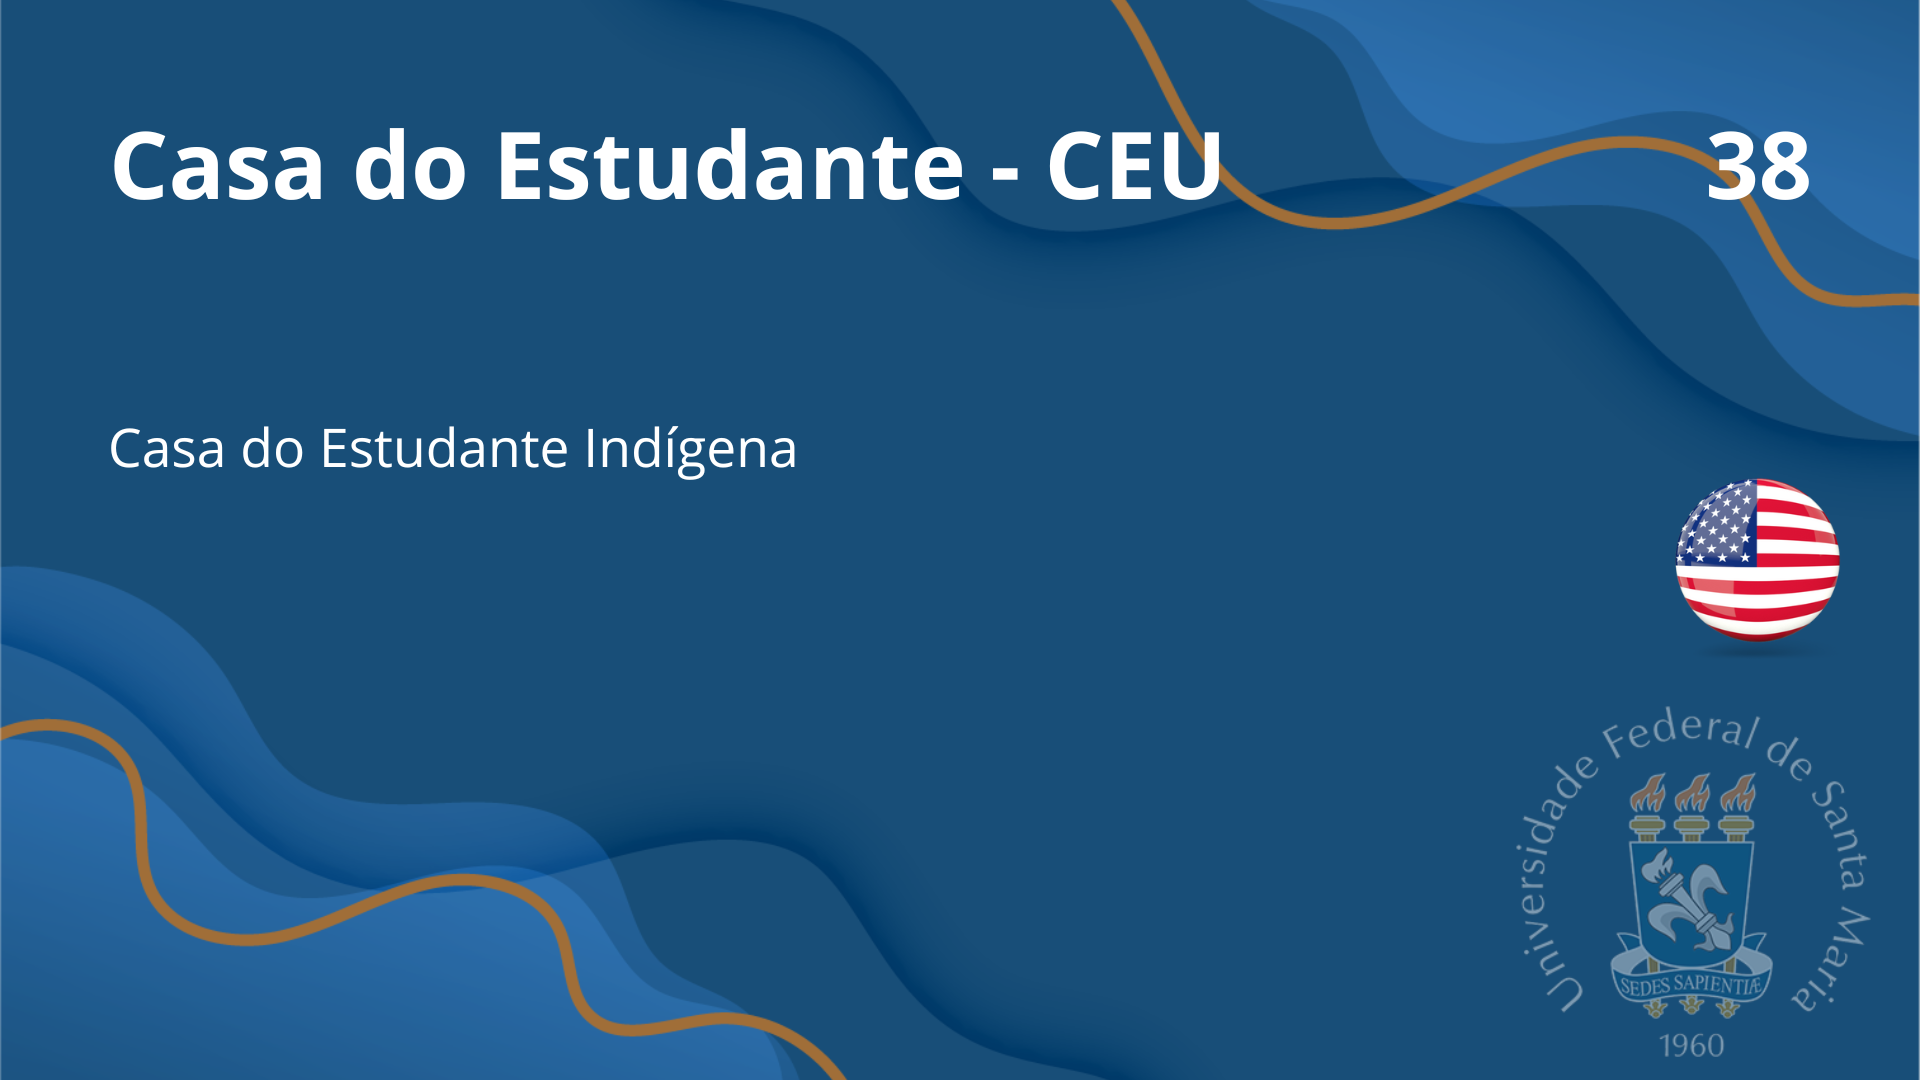 Casa do Estudante - CEU 38
Casa do Estudante Indígena
Universidade Federal de Santa Maria
SEDES SAPIENTIÆ
1960